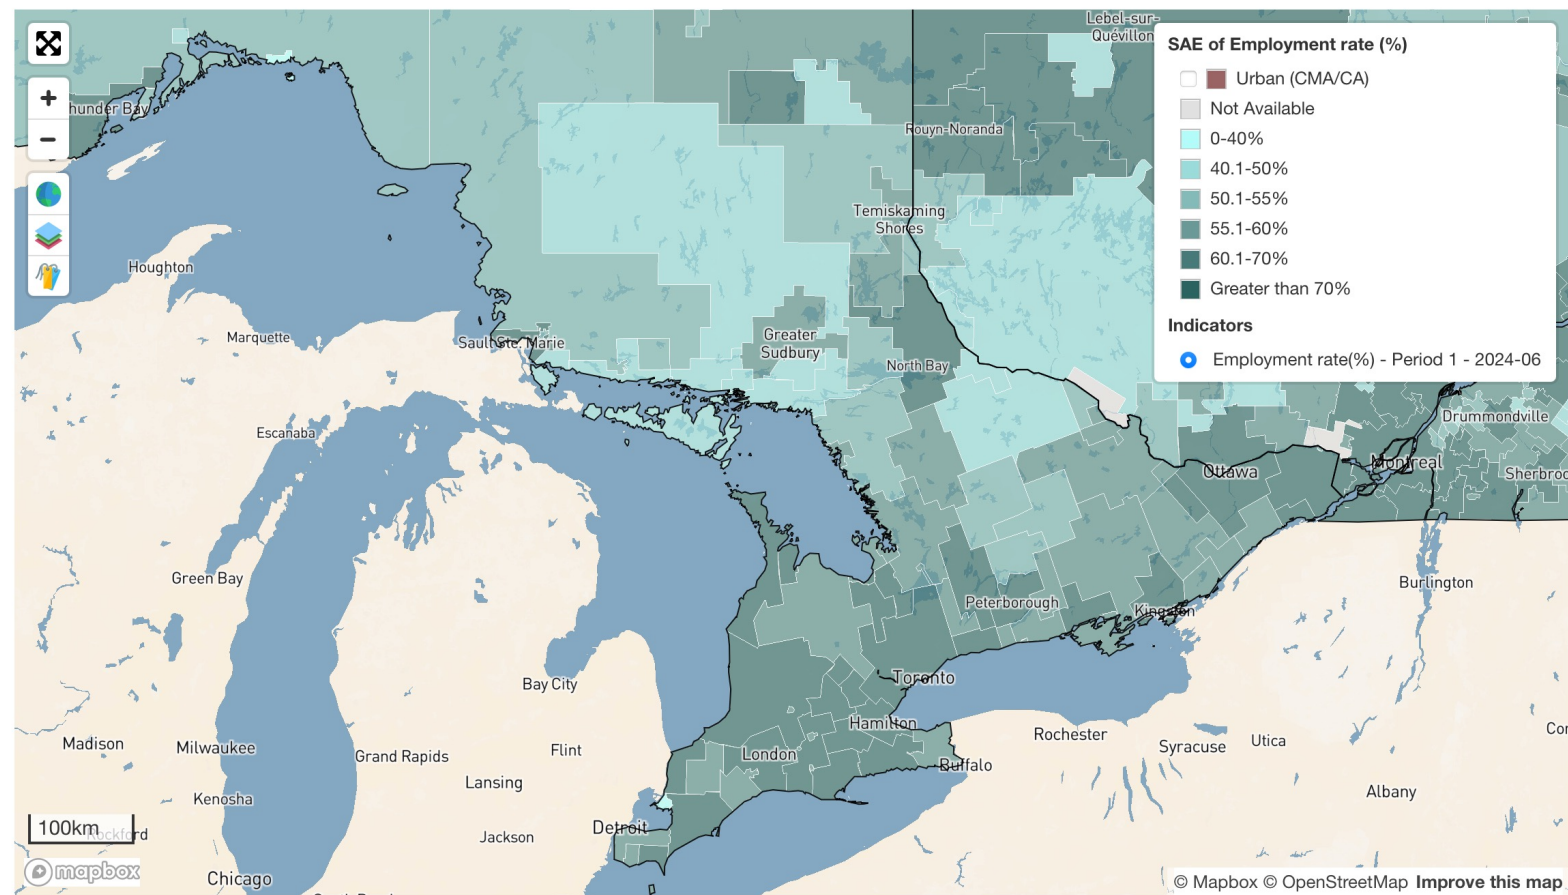 Lebel-sur-
Quévillon
SAE of Employment rate (%)
Urban (CMA/CA)
Not Available
0-40%
40.1-50%
50.1-55%
55.1-60%
60.1-70%
Greater than 70%
Indicators
Employment rate(%) - Period 1 - 2024-06
+
−
hunder Bay
Rouyn-Noranda
Temiskaming
Shores
Houghton
Marquette
Sault Ste. Marie
Greater
Sudbury
North Bay
Escanaba
Drummondville
Montreal
Ottawa
Sherbroo
Green Bay
Burlington
Peterborough
Kingston
Toronto
Bay City
Hamilton
Rochester
Syracuse
Utica
Cor
Madison
Milwaukee
Grand Rapids
Flint
London
Buffalo
Lansing
Kenosha
Albany
100km
Rockford
Jackson
Detroit
mapbox
Chicago
© Mapbox © OpenStreetMap Improve this map